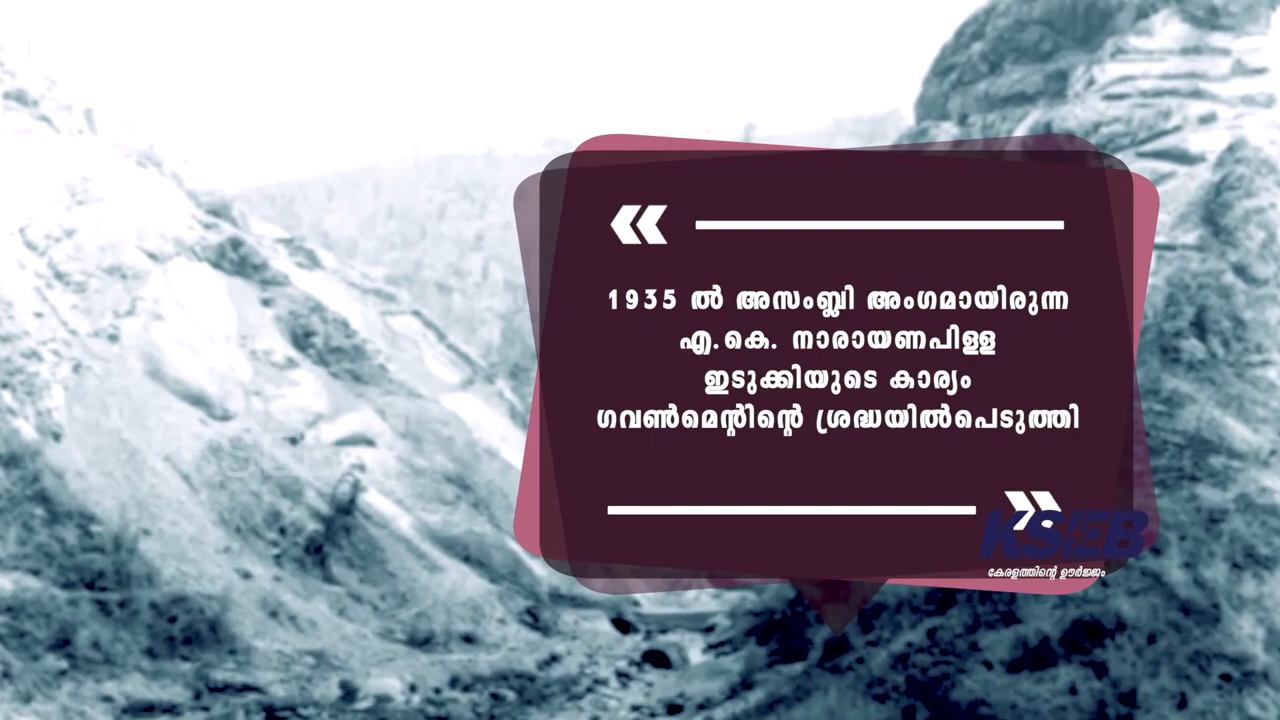 1935 ൽ അസംബ്ലി അംഗമായിരുന്ന
എ.കെ. നാരായണപിള്ള
ഇടുക്കിയുടെ കാര്യം
ഗവൺമെന്റിന്റെ ശ്രദ്ധയിൽപെടുത്തി
KSEB
കേരളത്തിന്റെ ഊർജ്ജം